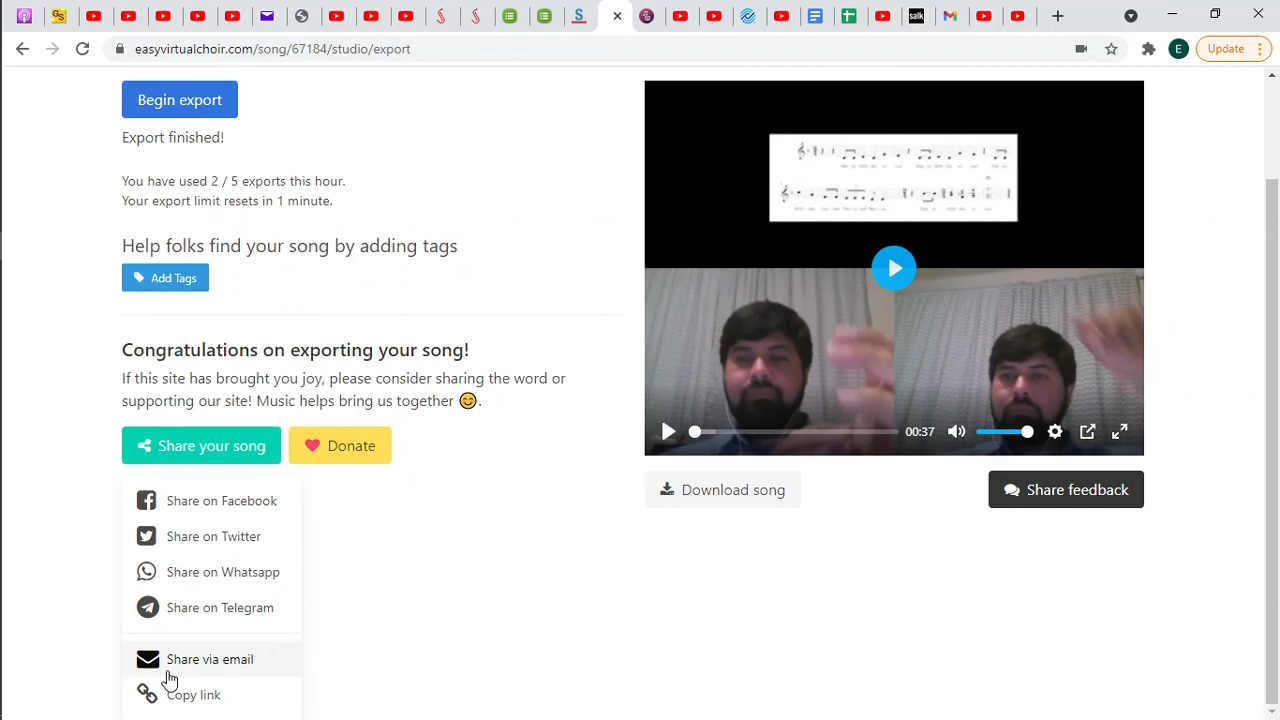 easyvirtualchoir.com/song/67184/studio/export
E
Update
Begin export
Export finished!
You have used 2 / 5 exports this hour.
Your export limit resets in 1 minute.
Help folks find your song by adding tags
Add Tags
Congratulations on exporting your song!
If this site has brought you joy, please consider sharing the word or
supporting our site! Music helps bring us together 😊.
Share your song
Donate
Share on Facebook
Share on Twitter
Share on Whatsapp
Share on Telegram
Share via email
Copy link
00:37
Download song
Share feedback